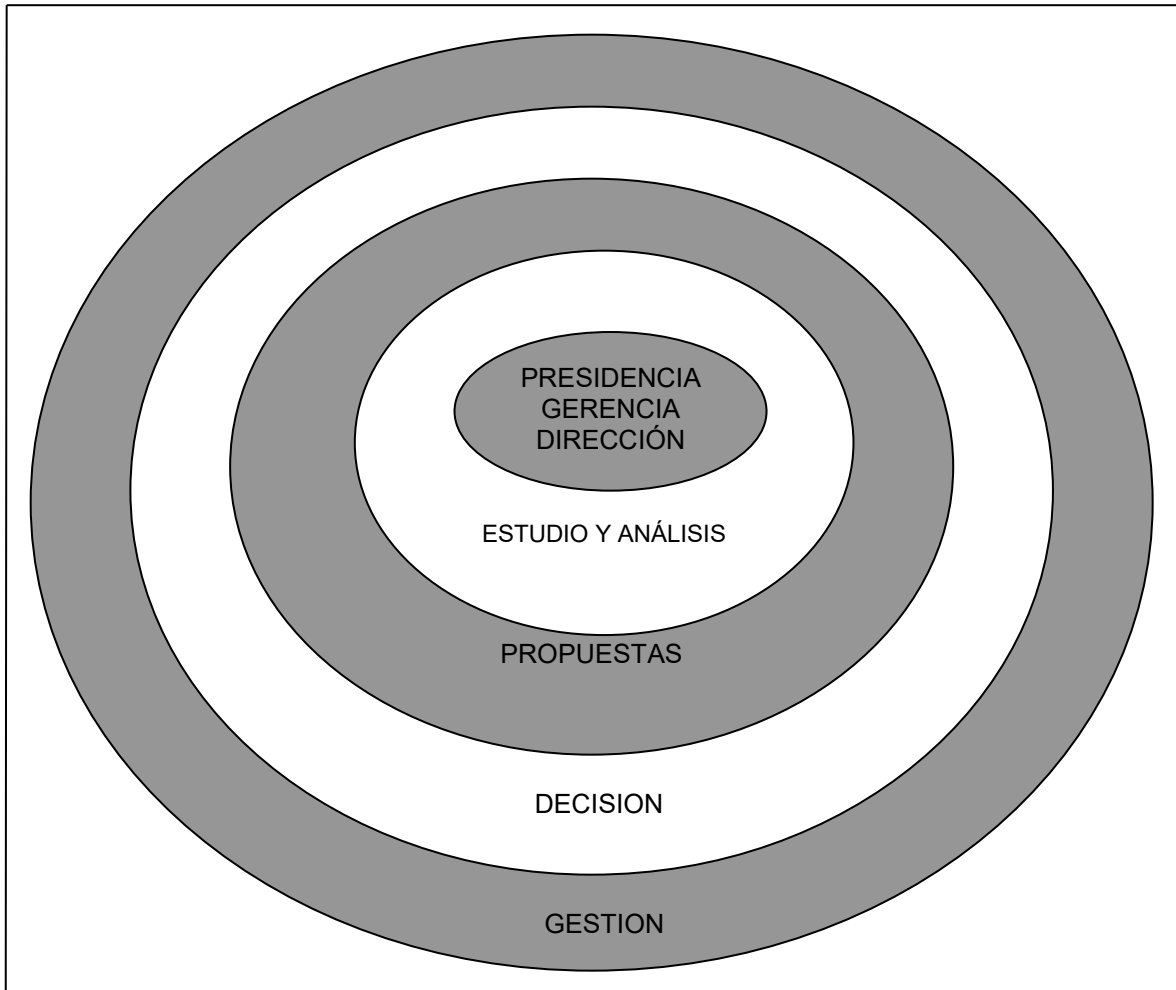 PRESIDENCIA
GERENCIA
DIRECCIÓN
ESTUDIO Y ANÁLISIS
PROPUESTAS
DECISION
GESTION